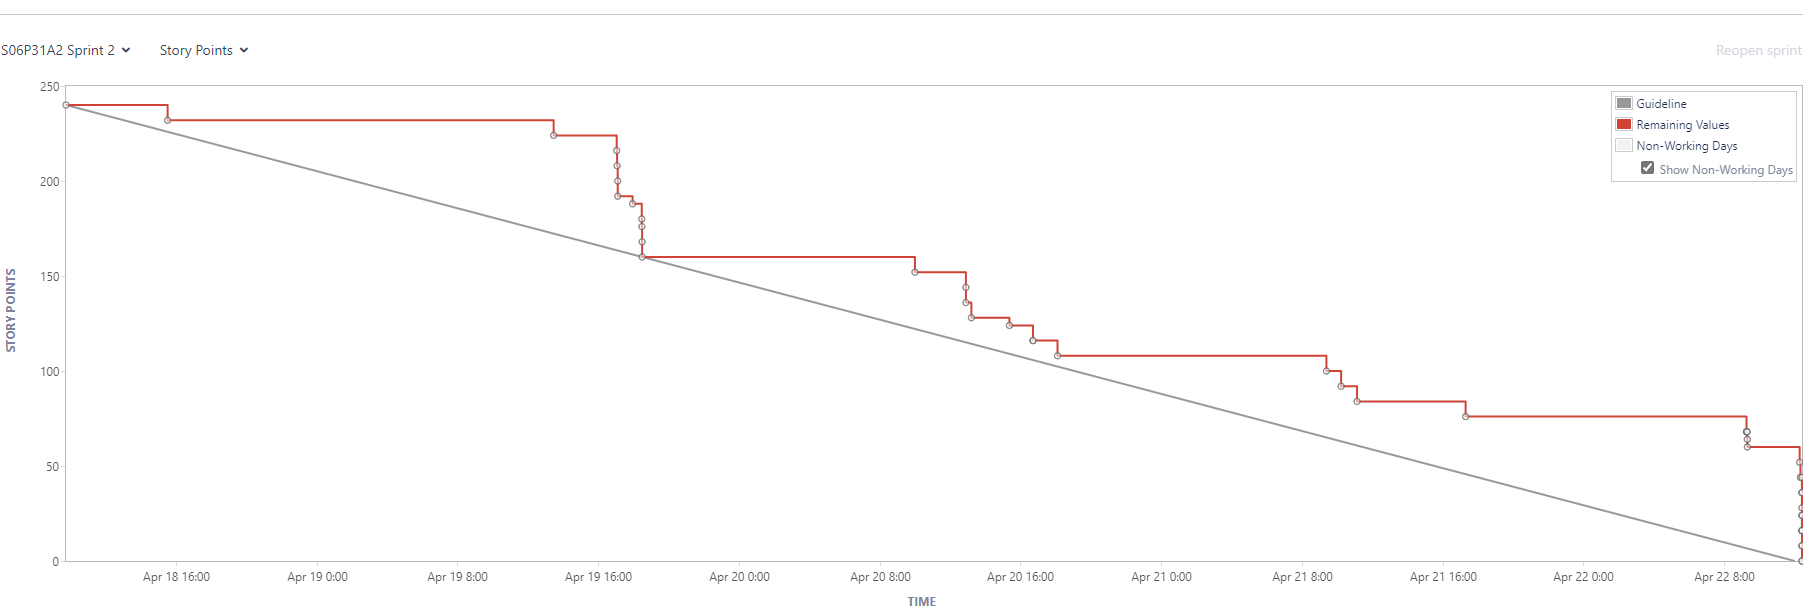 S06P31A2 Sprint 2 Story Points Reopen sprint
250
200
150
100
50
0
STORY POINTS
Guideline
Remaining Values
Non-Working Days
Show Non-Working Days
Apr 18 16:00 Apr 19 0:00 Apr 19 8:00 Apr 19 16:00 Apr 20 0:00 Apr 20 8:00 Apr 20 16:00 Apr 21 0:00 Apr 21 8:00 Apr 21 16:00 Apr 22 0:00 Apr 22 8:00
TIME